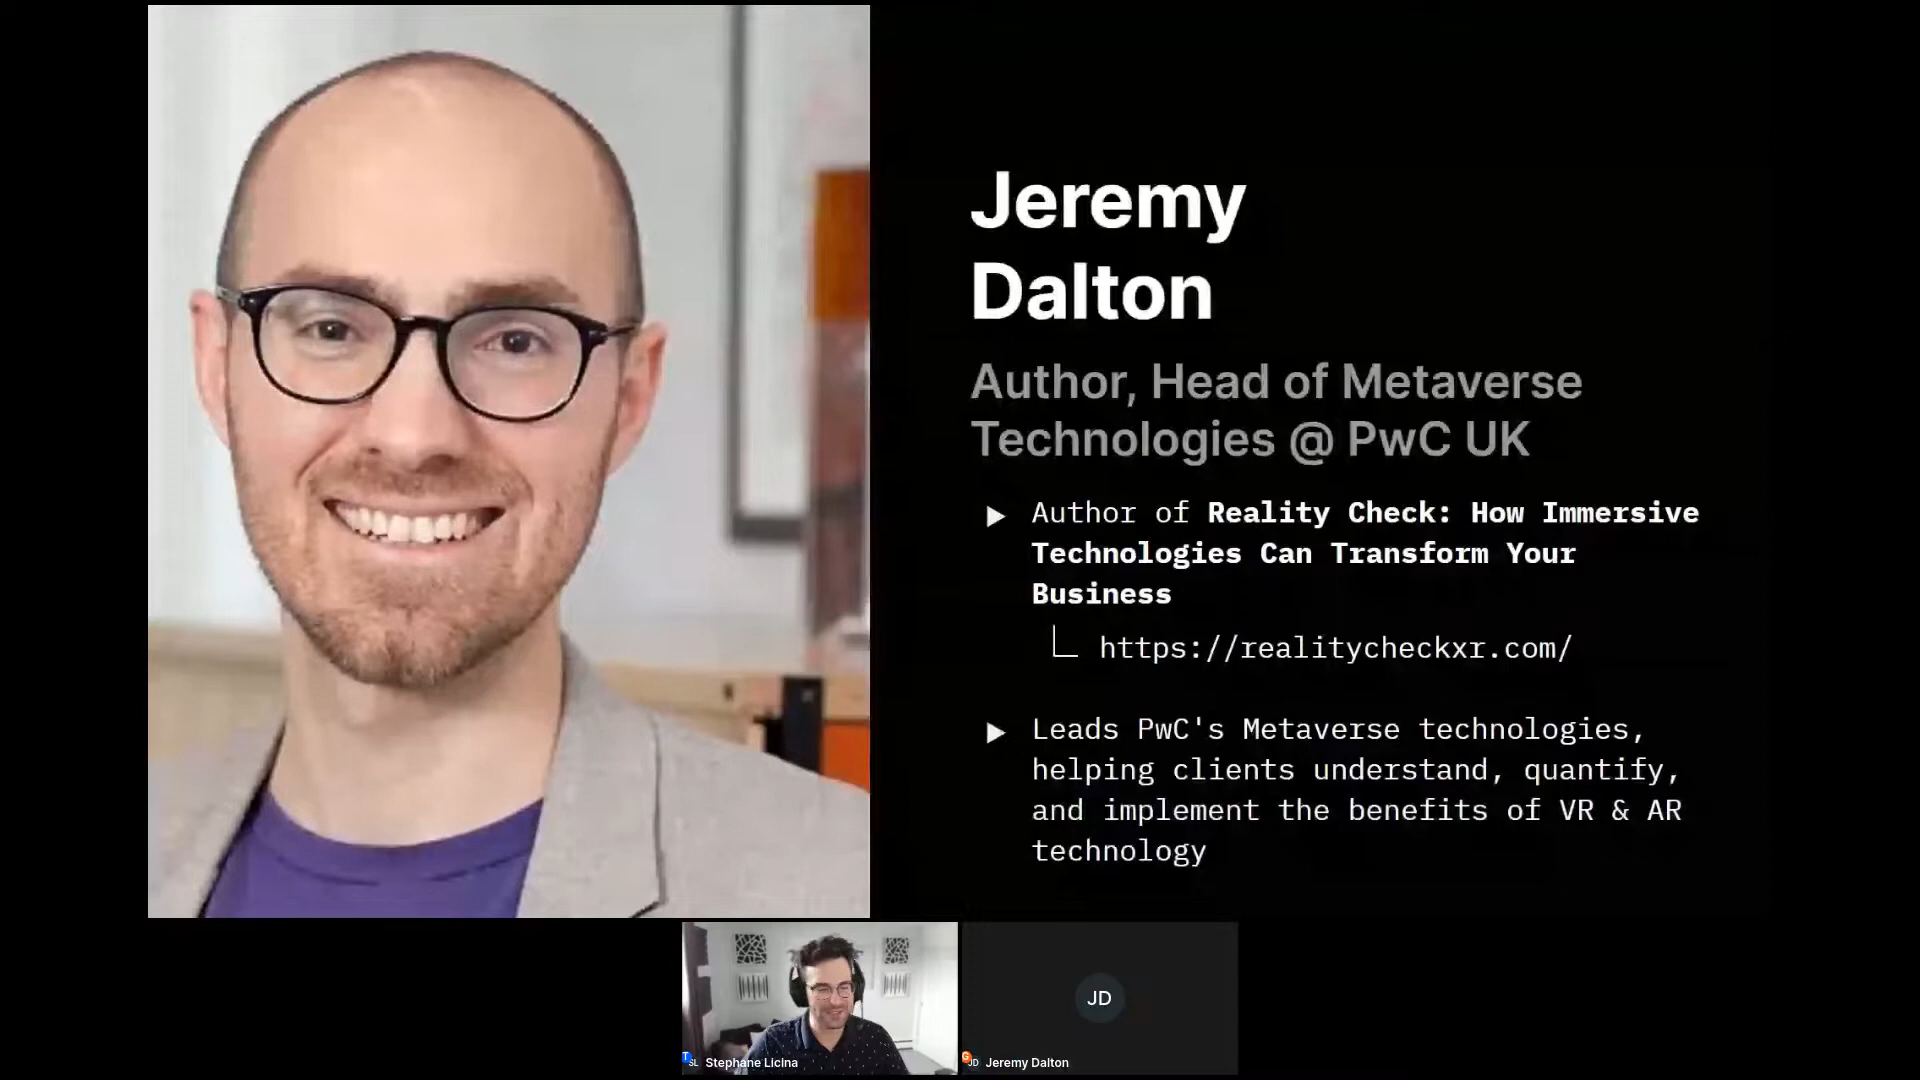 Jeremy
Dalton
Author, Head of Metaverse
Technologies @ PwC UK
Author of Reality Check: How Immersive
Technologies Can Transform Your
Business
https://realitycheckxr.com/
Leads PwC's Metaverse technologies,
helping clients understand, quantify,
and implement the benefits of VR & AR
technology
JD
T SL Stephane Licina
G JD Jeremy Dalton